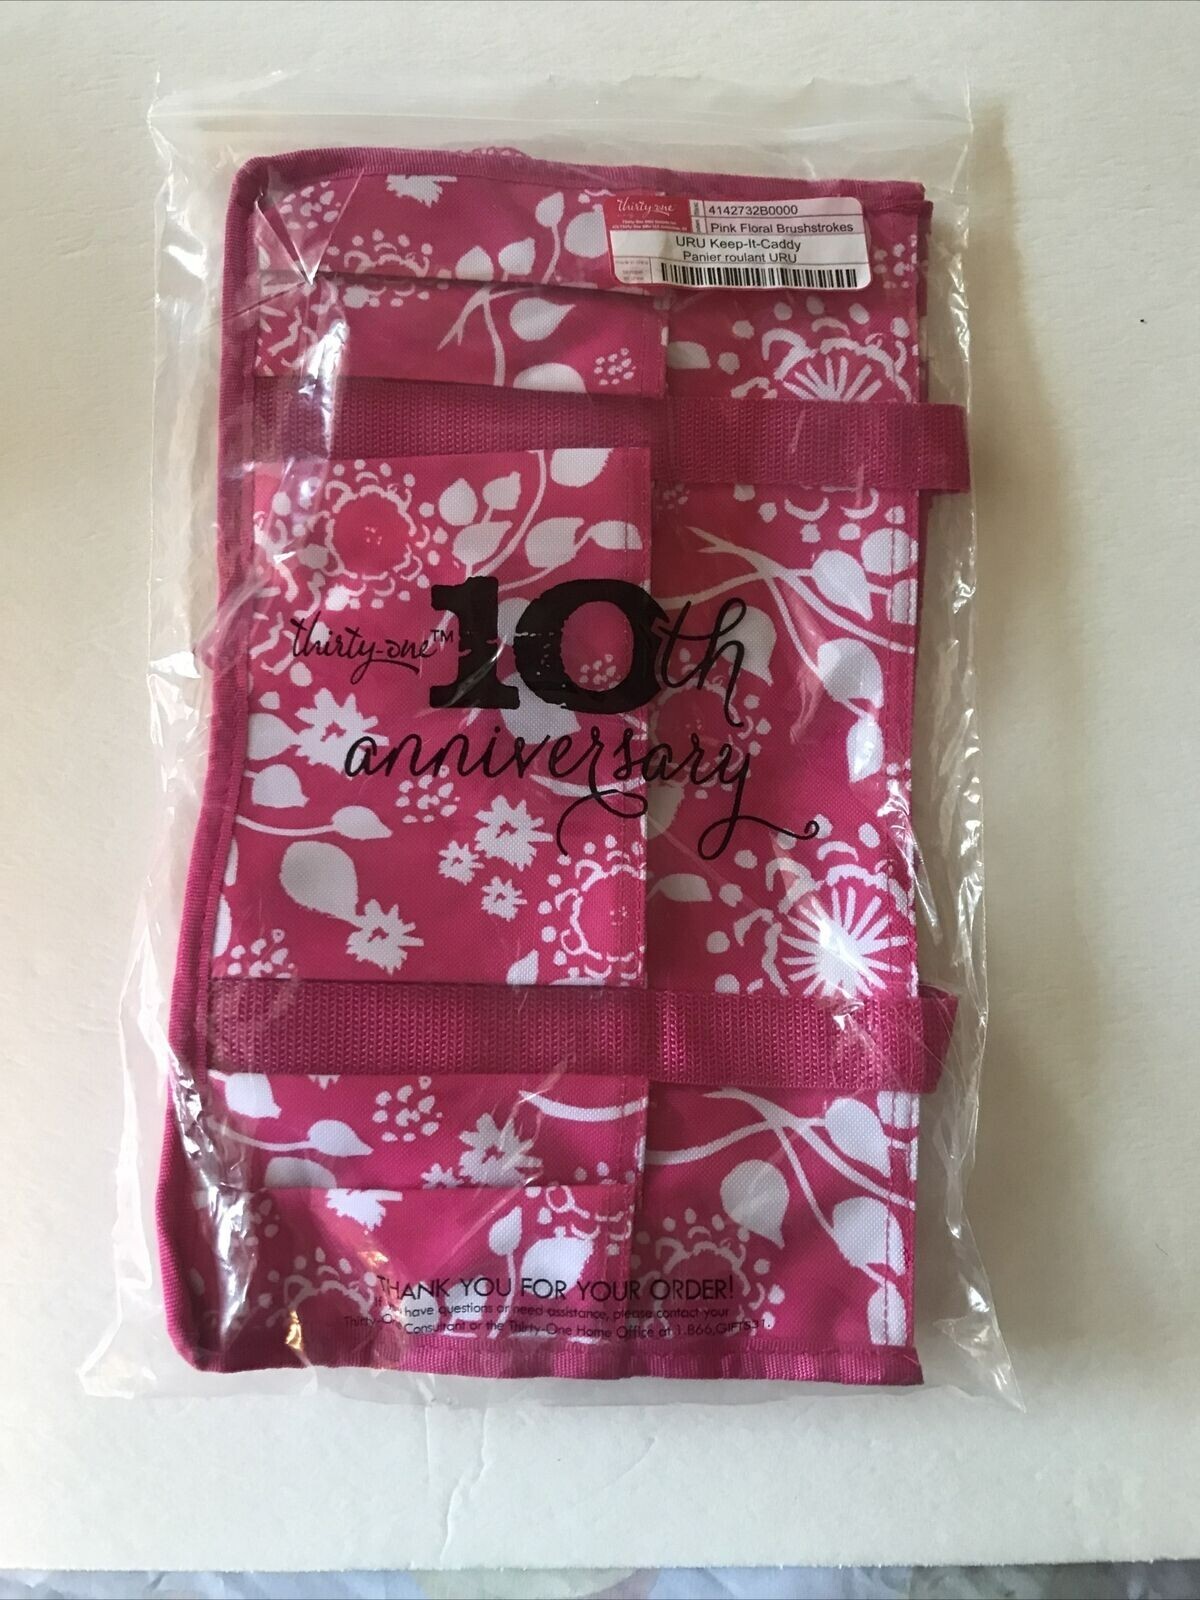 thirty-one
4142732B0000
Pink Floral Brushstrokes
URU Keep-It-Caddy
Panier roulant URU
thirty-one™ 10th
anniversary
THANK YOU FOR YOUR ORDER!
If you have questions or need assistance, please contact your
Thirty-One Consultant or the Thirty-One Home Office at 1.866.GIFTS31.